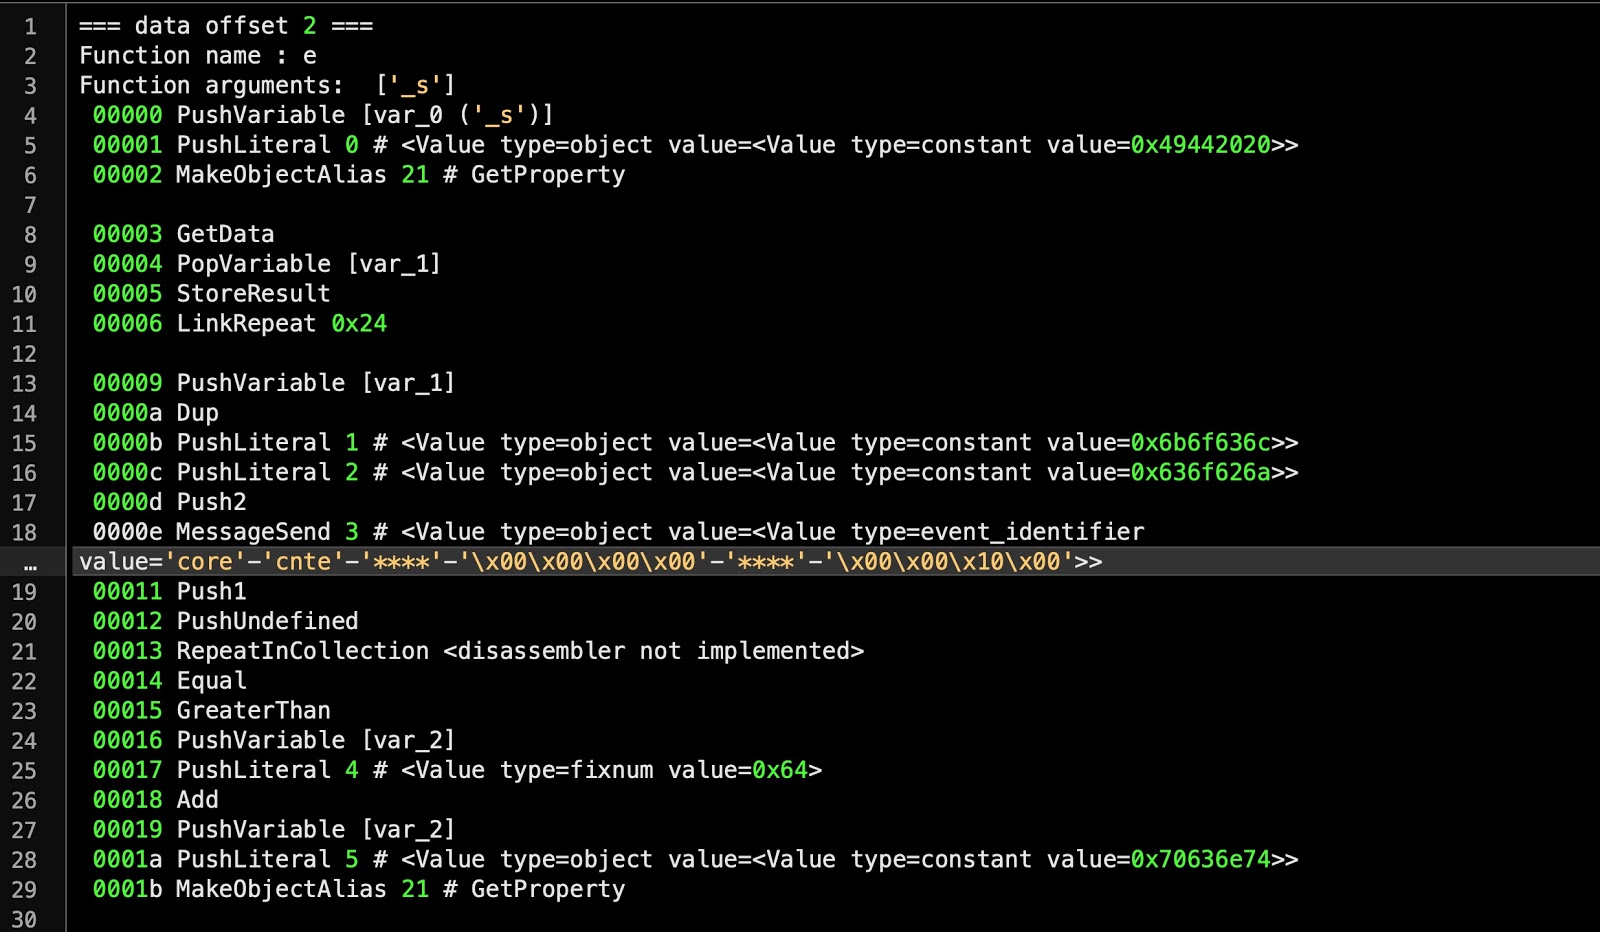 1 === data offset 2 ===
2 Function name : e
3 Function arguments:  ['_s']
4  00000 PushVariable [var_0 ('_s')]
5  00001 PushLiteral 0 # <Value type=object value=<Value type=constant value=0x49442020>>
6  00002 MakeObjectAlias 21 # GetProperty
7
8  00003 GetData
9  00004 PopVariable [var_1]
10  00005 StoreResult
11  00006 LinkRepeat 0x24
12
13  00009 PushVariable [var_1]
14  0000a Dup
15  0000b PushLiteral 1 # <Value type=object value=<Value type=constant value=0x6b6f636c>>
16  0000c PushLiteral 2 # <Value type=object value=<Value type=constant value=0x636f626a>>
17  0000d Push2
18  0000e MessageSend 3 # <Value type=object value=<Value type=event_identifier
… value='core'-'cnte'-'****'-'\x00\x00\x00\x00'-'****'-'\x00\x00\x10\x00'>>
19  00011 Push1
20  00012 PushUndefined
21  00013 RepeatInCollection <disassembler not implemented>
22  00014 Equal
23  00015 GreaterThan
24  00016 PushVariable [var_2]
25  00017 PushLiteral 4 # <Value type=fixnum value=0x64>
26  00018 Add
27  00019 PushVariable [var_2]
28  0001a PushLiteral 5 # <Value type=object value=<Value type=constant value=0x70636e74>>
29  0001b MakeObjectAlias 21 # GetProperty
30